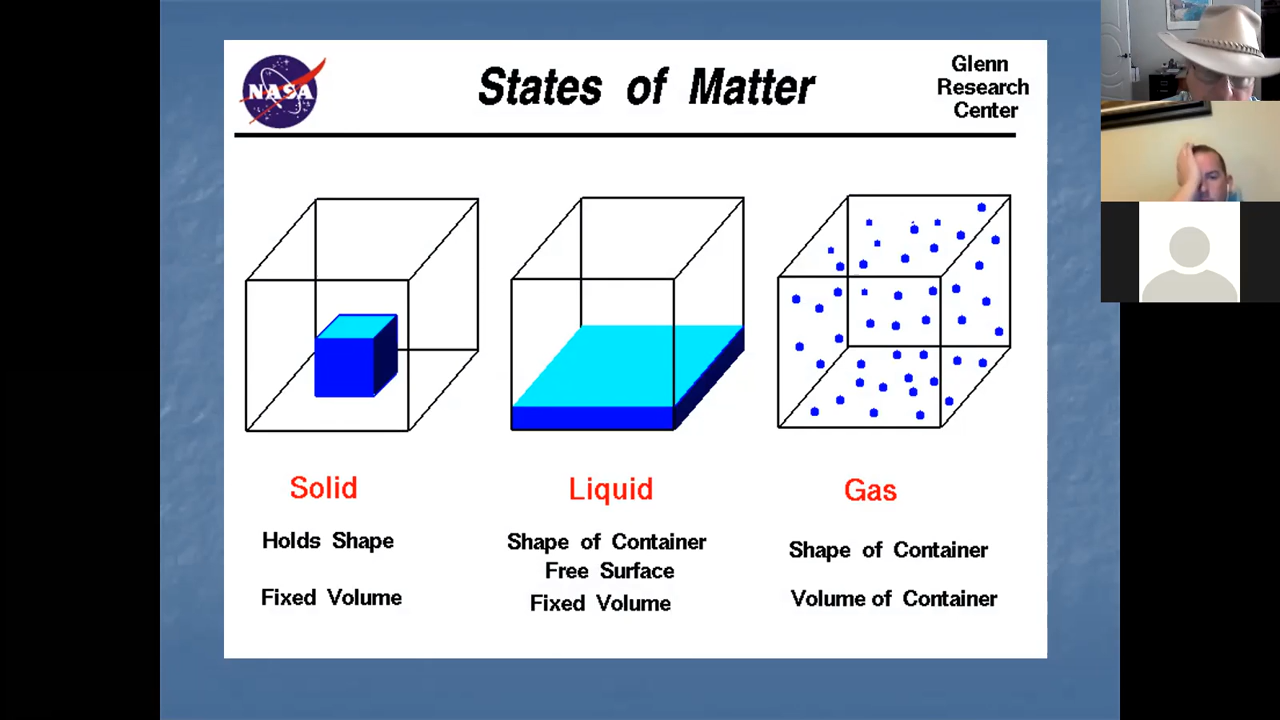 NASA
States of Matter
Glenn
Research
Center
Solid
Holds Shape
Fixed Volume
Liquid
Shape of Container
Free Surface
Fixed Volume
Gas
Shape of Container
Volume of Container